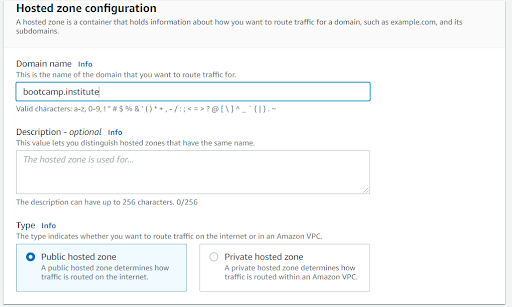 Hosted zone configuration
A hosted zone is a container that holds information about how you want to route traffic for a domain, such as example.com, and its
subdomains.
Domain name Info
This is the name of the domain that you want to route traffic for.
bootcamp.institute
Valid characters: a-z, 0-9, ! " # $ % & ' ( ) * + , - / : ; < = > ? @ [ \ ] ^ _ ` { | } . ~
Description - optional Info
This value lets you distinguish hosted zones that have the same name.
The hosted zone is used for...
The description can have up to 256 characters. 0/256
Type Info
The type indicates whether you want to route traffic on the internet or in an Amazon VPC.
Public hosted zone
A public hosted zone determines how
traffic is routed on the internet.
Private hosted zone
A private hosted zone determines how
traffic is routed within an Amazon VPC.